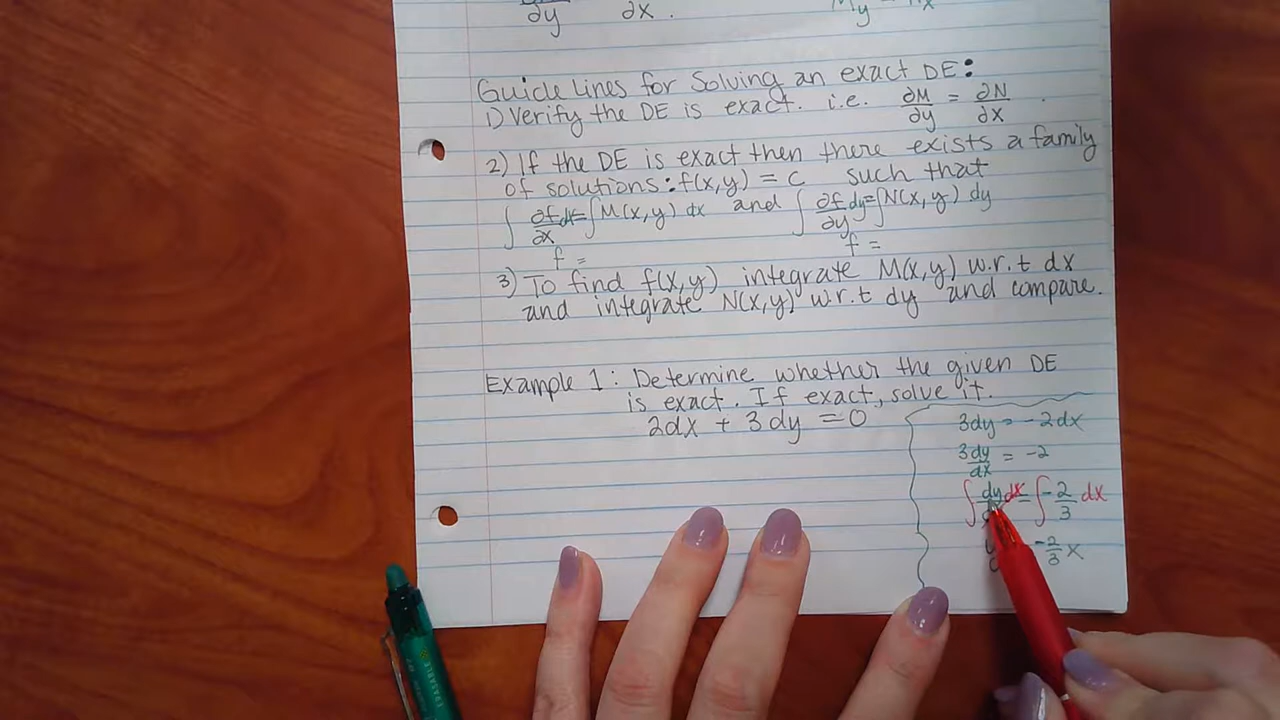 ∂y ∂x .
Guidelines for Solving an exact DE:
1) Verify the DE is exact. i.e. ∂M/∂y = ∂N/∂x .
2) If the DE is exact then there exists a family
of solutions: f(x,y) = c such that
∫ ∂f/∂x dx = ∫ M(x,y) dx and ∫ ∂f/∂y dy = ∫ N(x,y) dy
f = f =
3) To find f(x,y) integrate M(x,y) w.r.t dx
and integrate N(x,y) w.r.t dy and compare.
Example 1: Determine whether the given DE
is exact. If exact, solve it.
2dx + 3dy = 0
3dy = -2dx
3dy/dx = -2
∫ dy/dx dx = ∫ -2/3 dx
-2/3 x